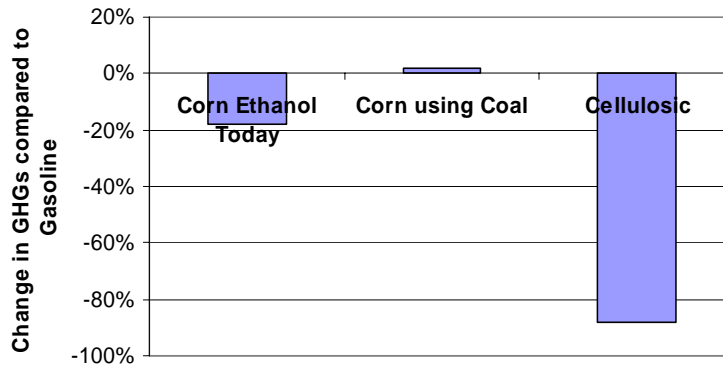 Change in GHGs compared to
Gasoline
20%
0%
-20%
-40%
-60%
-80%
-100%
Corn Ethanol
Today
Corn using Coal
Cellulosic